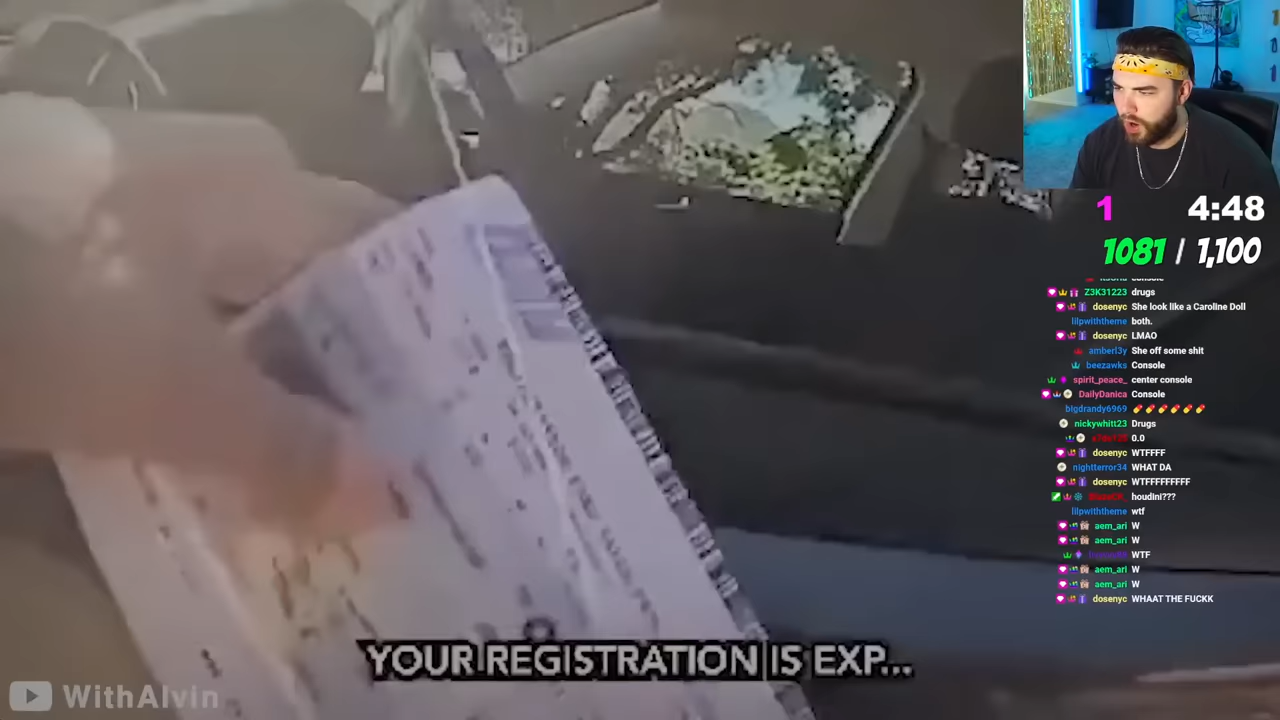 1 4:48
1081 / 1,100
Z3K31223 drugs
dosenyc She look like a Caroline Doll
lilpwiththeme both.
dosenyc LMAO
amberl3y She off some shit
beezawks Console
spirit_peace_ center console
DailyDanica Console
bigdrandy6969
nickywhitt23 Drugs
0.0
dosenyc WTFFFF
nightterror34 WHAT DA
dosenyc WTFFFFFFFFF
houdini???
lilpwiththeme wtf
aem_ari W
aem_ari W
WTF
aem_ari W
aem_ari W
dosenyc WHAAT THE FUCKK
YOUR REGISTRATION IS EXP...
WithAlvin